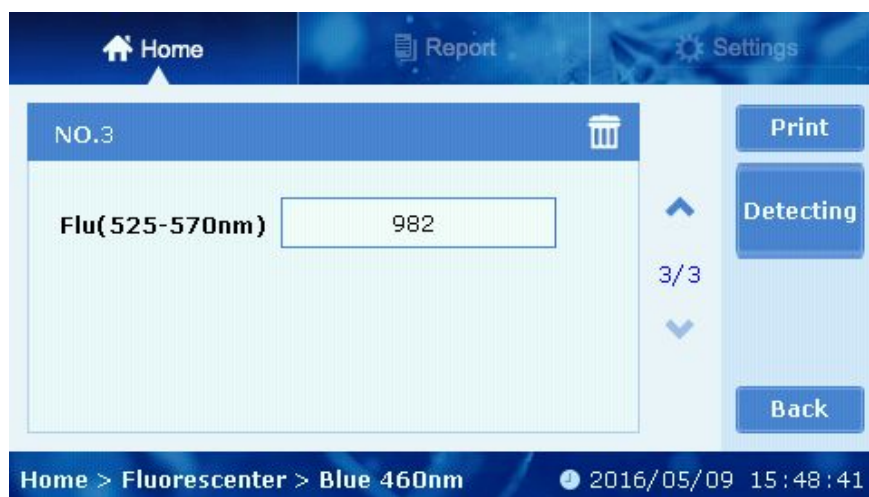 Home
Report
Settings
NO.3
Print
Flu(525-570nm)
982
Detecting
3/3
Back
Home > Fluorescenter > Blue 460nm
2016/05/09 15:48:41